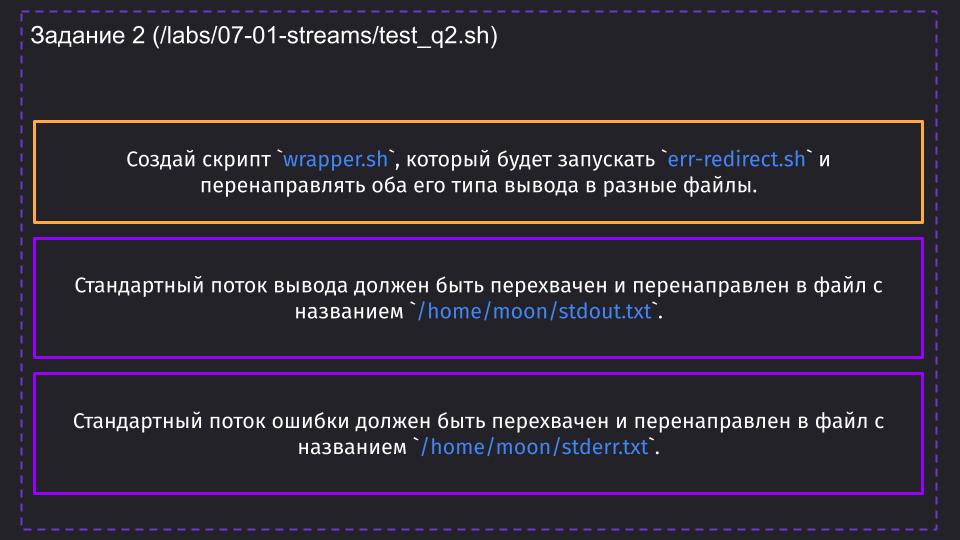 Задание 2 (/labs/07-01-streams/test_q2.sh)
Создай скрипт `wrapper.sh`, который будет запускать `err-redirect.sh` и
перенаправлять оба его типа вывода в разные файлы.
Стандартный поток вывода должен быть перехвачен и перенаправлен в файл с
названием `/home/moon/stdout.txt`.
Стандартный поток ошибки должен быть перехвачен и перенаправлен в файл с
названием `/home/moon/stderr.txt`.